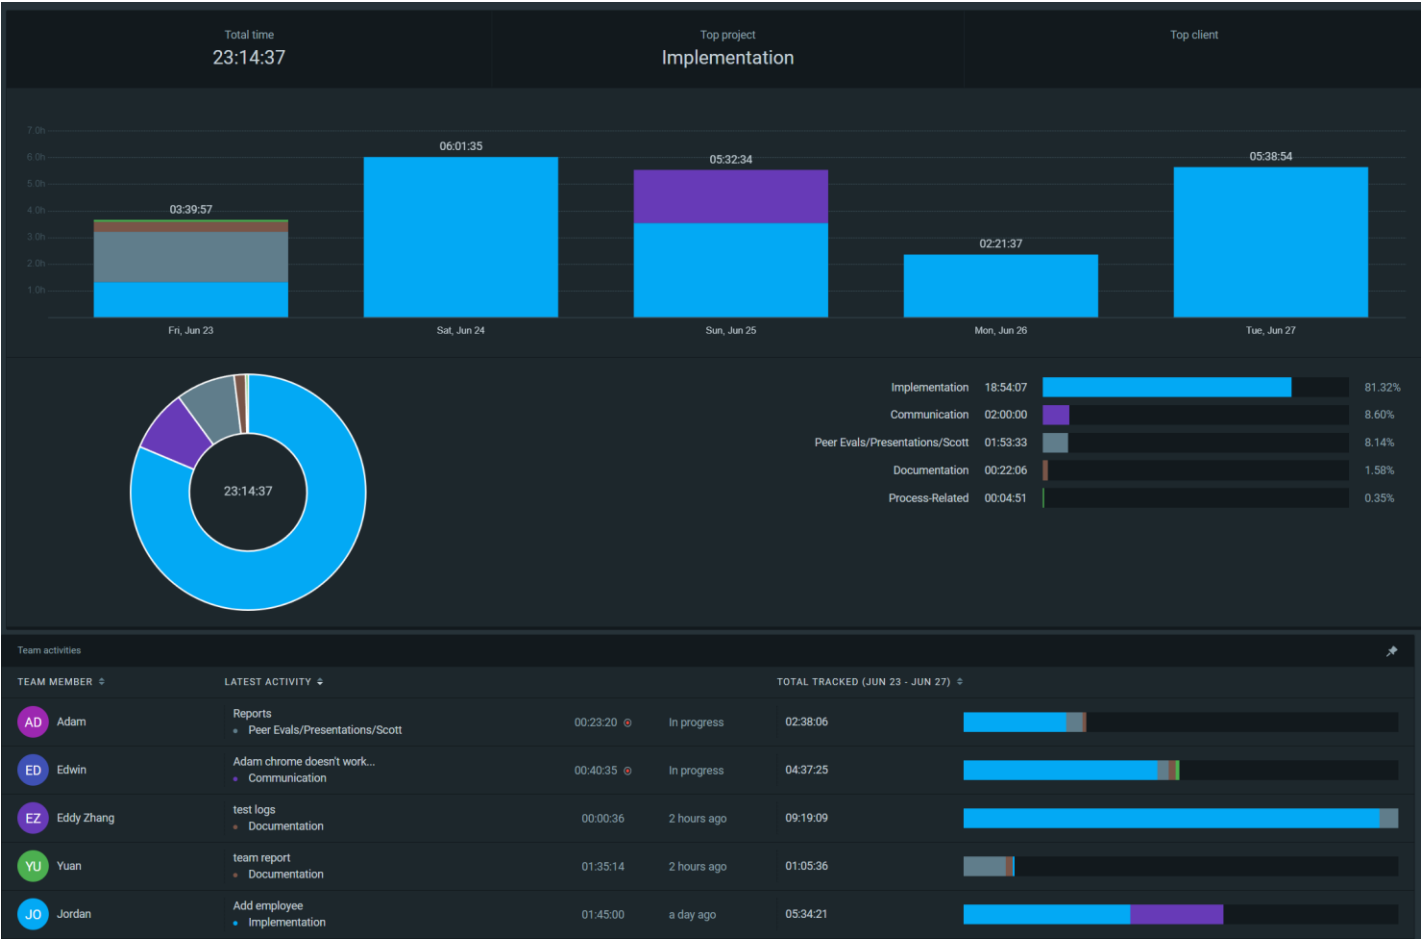 Total time
23:14:37
Top project
Implementation
Top client
7.0h
6.0h
5.0h
4.0h
3.0h
2.0h
1.0h
03:39:57
06:01:35
05:32:34
02:21:37
05:38:54
Fri, Jun 23
Sat, Jun 24
Sun, Jun 25
Mon, Jun 26
Tue, Jun 27
23:14:37
Implementation 18:54:07 81.32%
Communication 02:00:00 8.60%
Peer Evals/Presentations/Scott 01:53:33 8.14%
Documentation 00:22:06 1.58%
Process-Related 00:04:51 0.35%
Team activities
TEAM MEMBER LATEST ACTIVITY TOTAL TRACKED (JUN 23 - JUN 27)
AD Adam
Reports
Peer Evals/Presentations/Scott
00:23:20 In progress 02:38:06
ED Edwin
Adam chrome doesn't work...
Communication
00:40:35 In progress 04:37:25
EZ Eddy Zhang
test logs
Documentation
00:00:36 2 hours ago 09:19:09
YU Yuan
team report
Documentation
01:35:14 2 hours ago 01:05:36
JO Jordan
Add employee
Implementation
01:45:00 a day ago 05:34:21